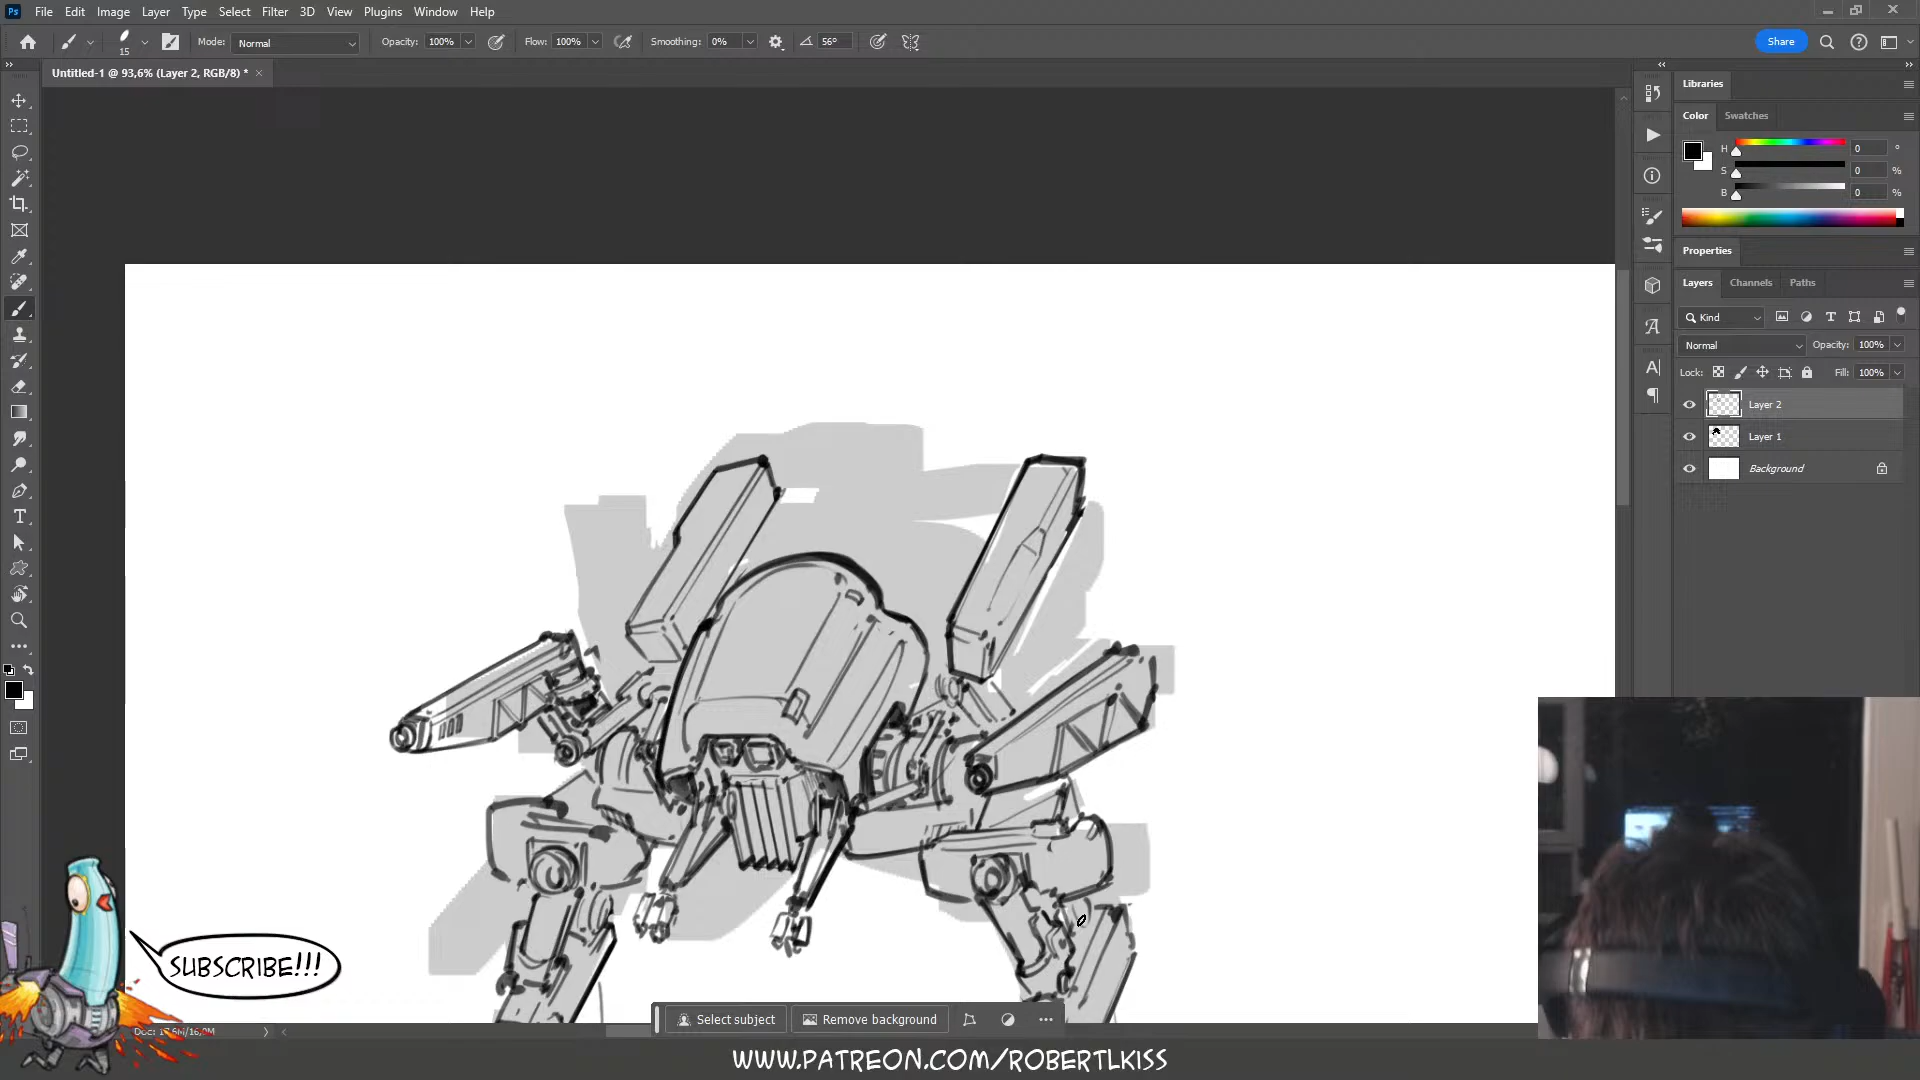 Ps File Edit Image Layer Type Select Filter 3D View Plugins Window Help
15 Mode: Normal Opacity: 100% Flow: 100% Smoothing: 0% 56° Share
Untitled-1 @ 93,6% (Layer 2, RGB/8) *
Libraries
Color Swatches
H 0 °
S 0 %
B 0 %
Properties
Layers Channels Paths
Kind
Normal Opacity: 100%
Lock: Fill: 100%
Layer 2
Layer 1
Background
SUBSCRIBE!!!
Select subject Remove background
WWW.PATREON.COM/ROBERTLKISS